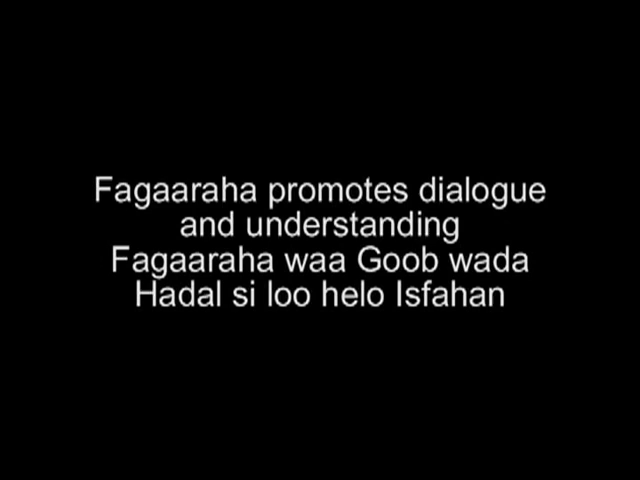 Fagaaraha promotes dialogue
and understanding
Fagaaraha waa Goob wada
Hadal si loo helo Isfahan